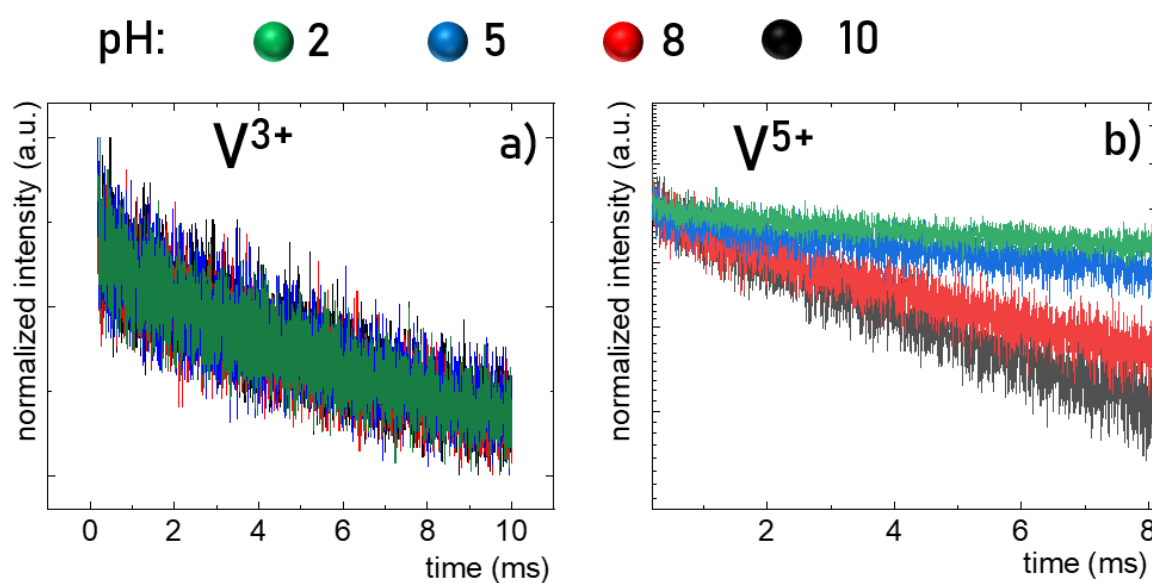 pH: 2 5 8 10
V3+ a)
normalized intensity (a.u.)
0 2 4 6 8 10
time (ms)
V5+ b)
normalized intensity (a.u.)
2 4 6 8
time (ms)